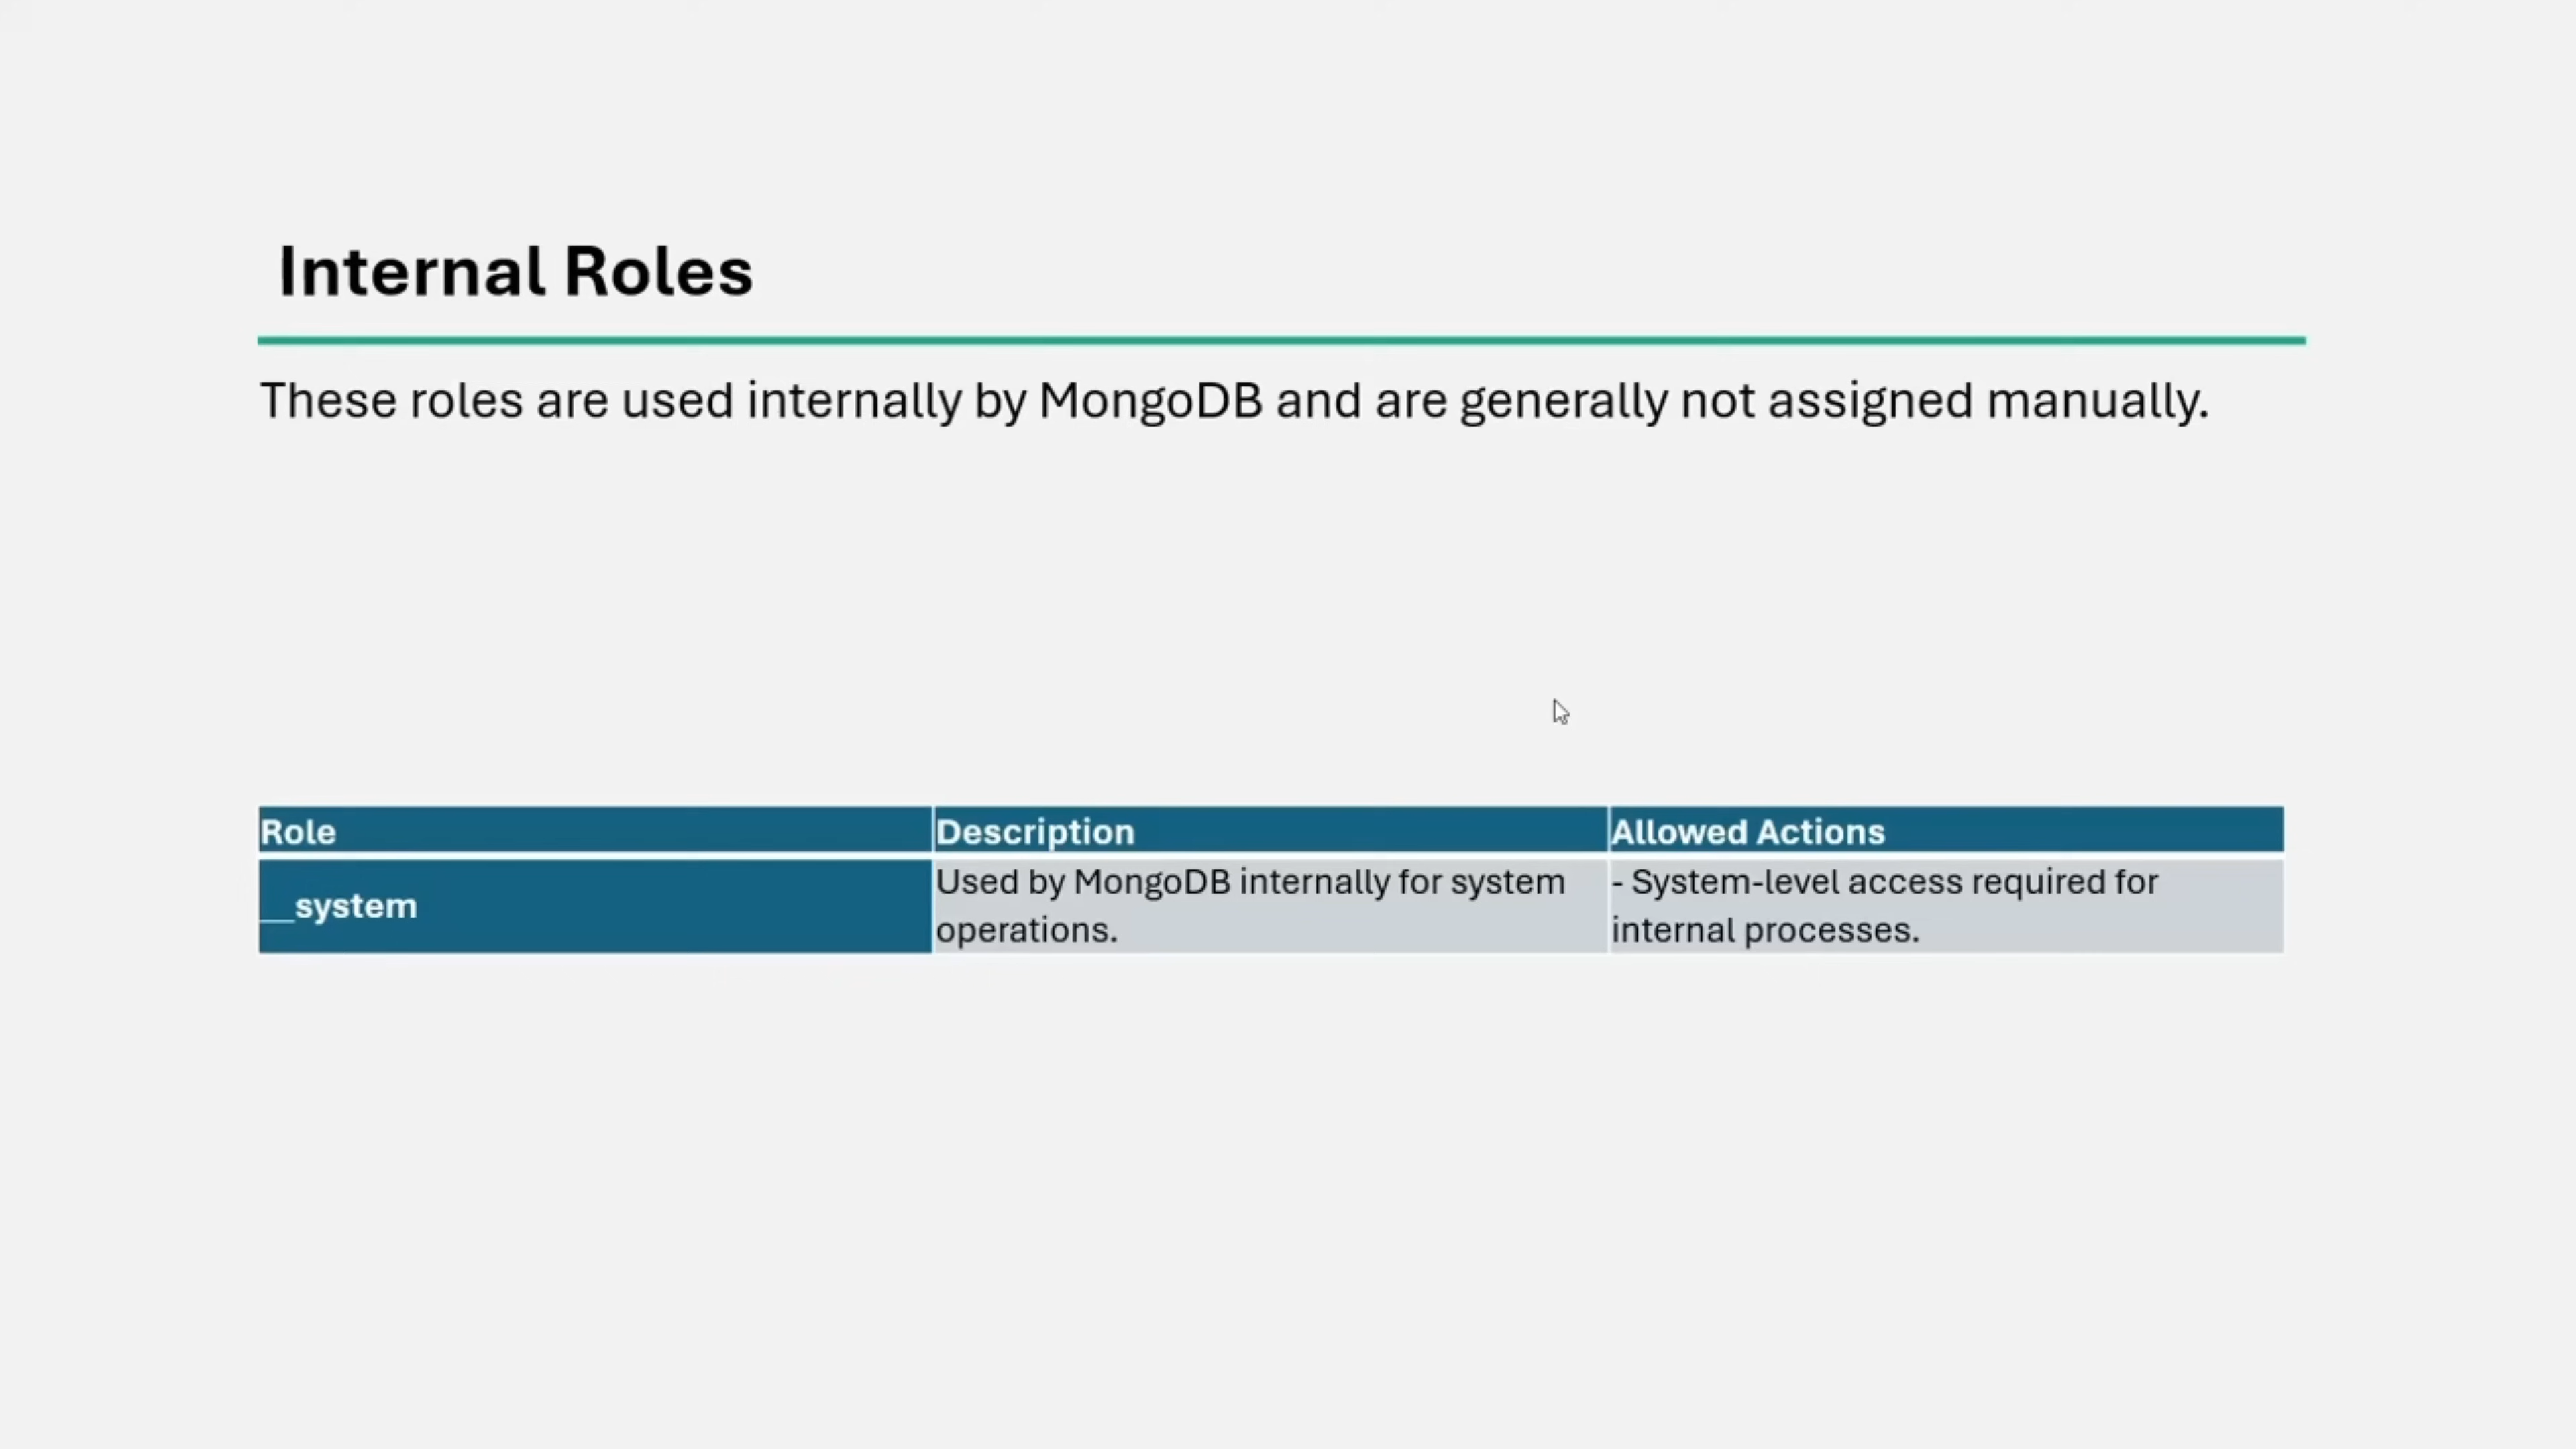 Internal Roles
These roles are used internally by MongoDB and are generally not assigned manually.
Role Description Allowed Actions
__system
Used by MongoDB internally for system
operations.
- System-level access required for
internal processes.